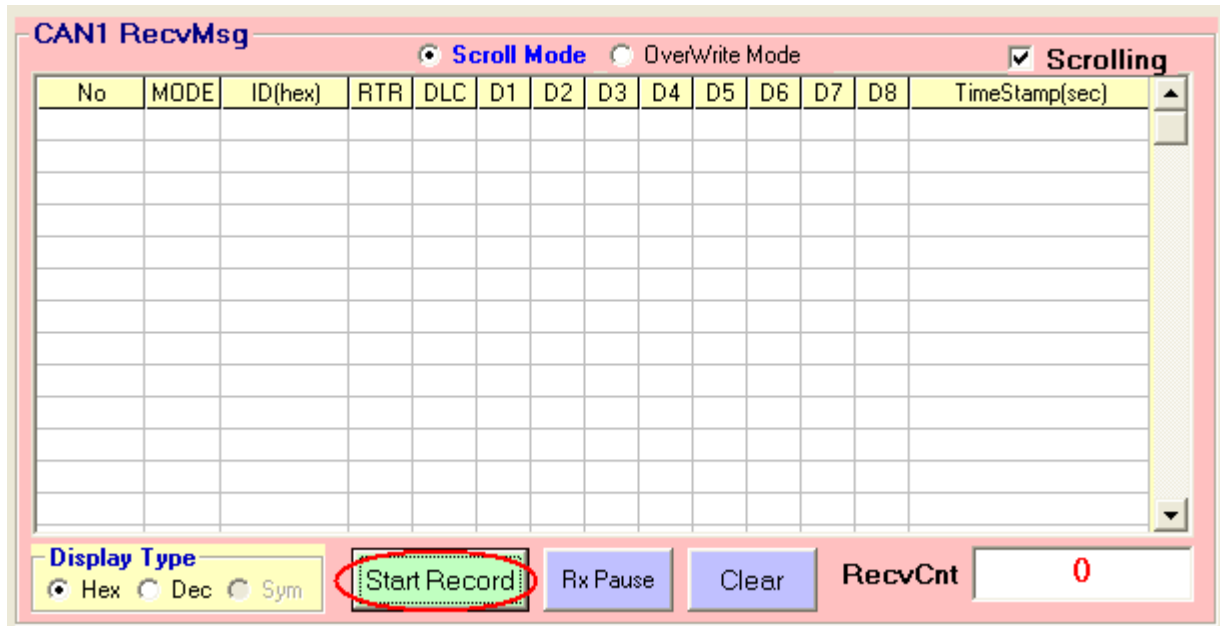 CAN1 RecvMsg
Scroll Mode OverWrite Mode Scrolling
No MODE ID(hex) RTR DLC D1 D2 D3 D4 D5 D6 D7 D8 TimeStamp(sec)
Display Type
Hex Dec Sym
Start Record Rx Pause Clear RecvCnt 0